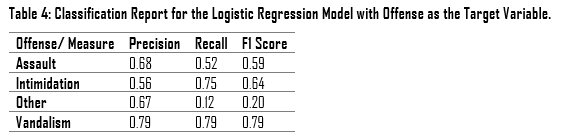 Table 4: Classification Report for the Logistic Regression Model with Offense as the Target Variable.
Offense/ Measure Precision Recall F1 Score
Assault 0.68 0.52 0.59
Intimidation 0.56 0.75 0.64
Other 0.67 0.12 0.20
Vandalism 0.79 0.79 0.79